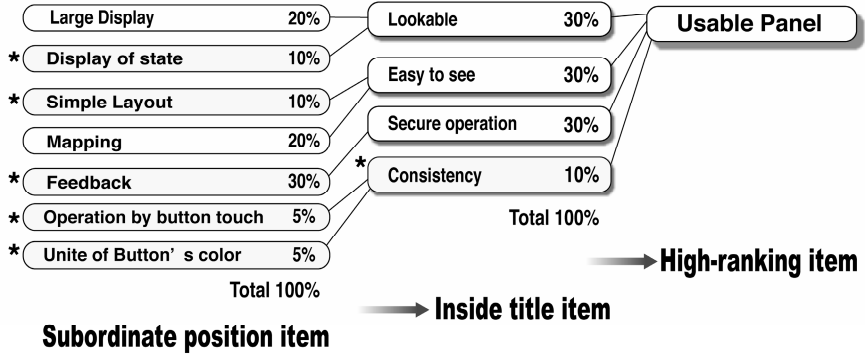 Large Display 20%
* Display of state 10%
* Simple Layout 10%
Mapping 20%
* Feedback 30%
* Operation by button touch 5%
* Unite of Button’ s color 5%
Total 100%
Subordinate position item
Lookable 30%
Easy to see 30%
Secure operation 30%
* Consistency 10%
Total 100%
Inside title item
Usable Panel
High-ranking item